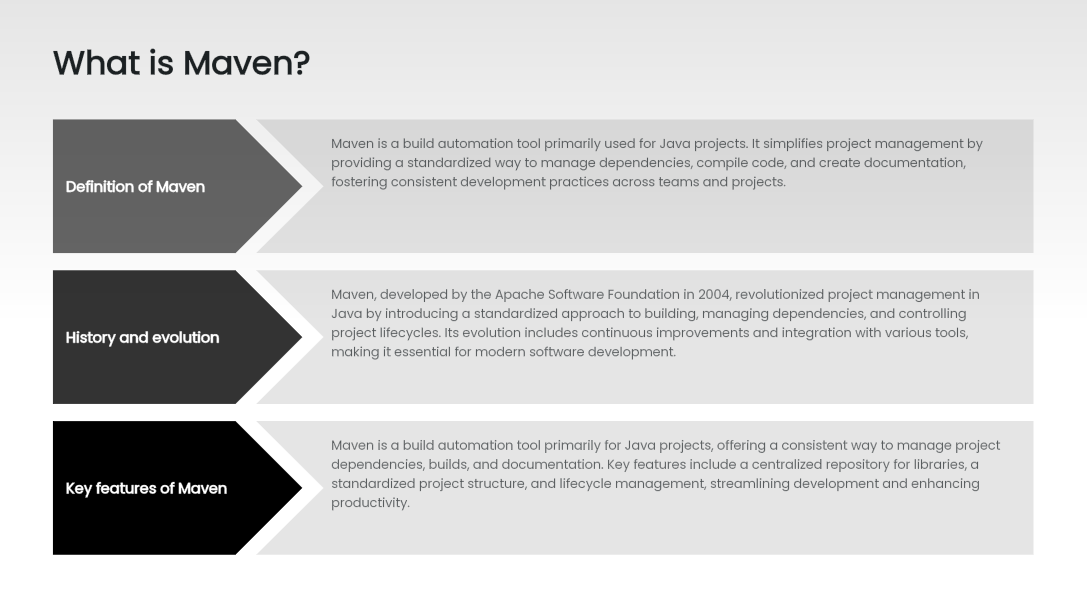 What is Maven?
Definition of Maven
Maven is a build automation tool primarily used for Java projects. It simplifies project management by
providing a standardized way to manage dependencies, compile code, and create documentation,
fostering consistent development practices across teams and projects.
History and evolution
Maven, developed by the Apache Software Foundation in 2004, revolutionized project management in
Java by introducing a standardized approach to building, managing dependencies, and controlling
project lifecycles. Its evolution includes continuous improvements and integration with various tools,
making it essential for modern software development.
Key features of Maven
Maven is a build automation tool primarily for Java projects, offering a consistent way to manage project
dependencies, builds, and documentation. Key features include a centralized repository for libraries, a
standardized project structure, and lifecycle management, streamlining development and enhancing
productivity.